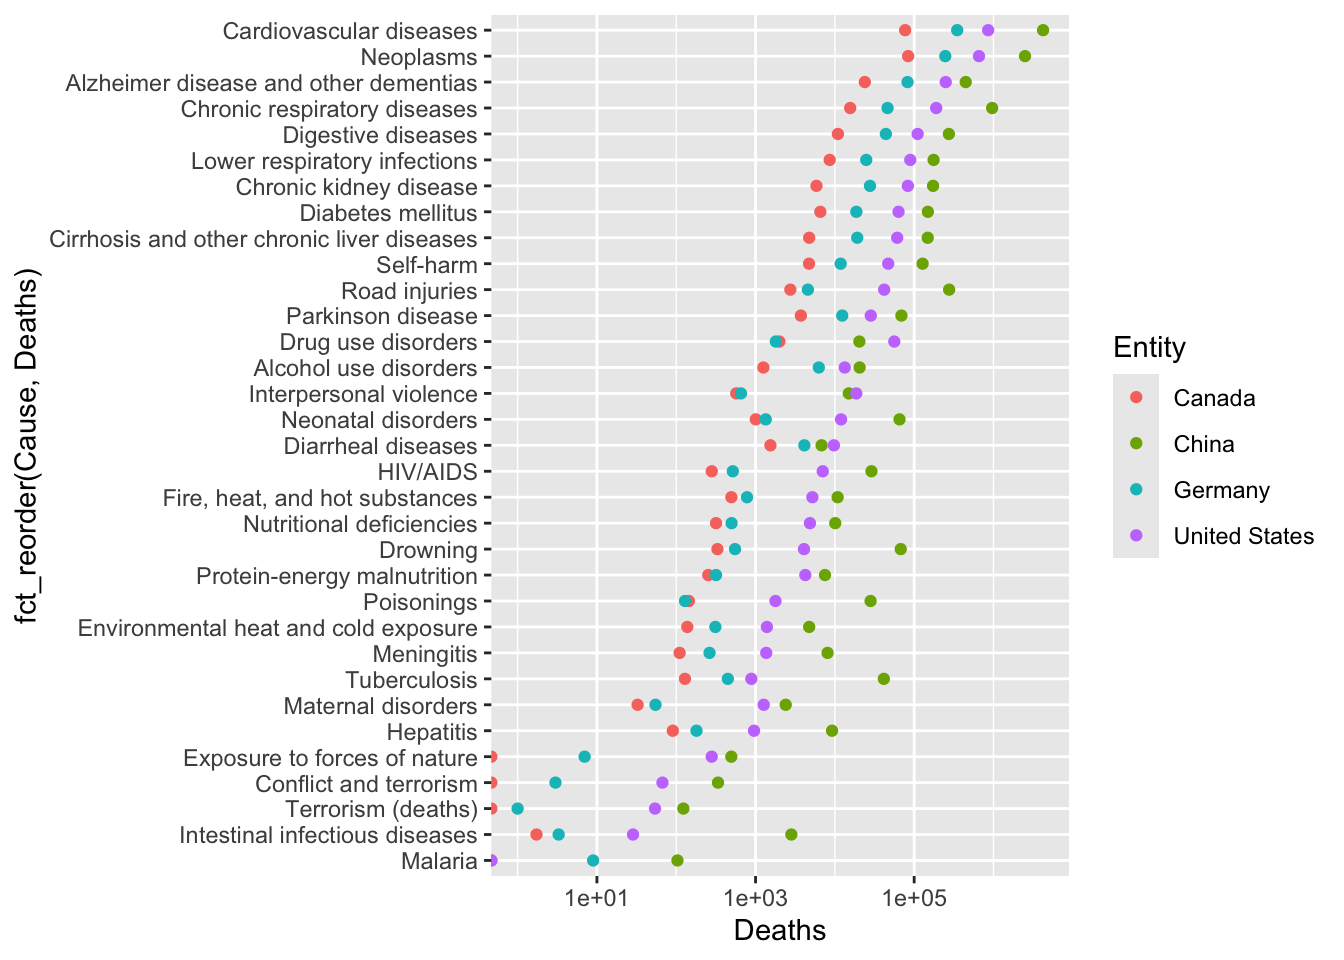 Cardiovascular diseases
Neoplasms
Alzheimer disease and other dementias
Chronic respiratory diseases
Digestive diseases
Lower respiratory infections
Chronic kidney disease
Diabetes mellitus
Cirrhosis and other chronic liver diseases
Self-harm
Road injuries
Parkinson disease
Drug use disorders
Alcohol use disorders
Interpersonal violence
Neonatal disorders
Diarrheal diseases
HIV/AIDS
Fire, heat, and hot substances
Nutritional deficiencies
Drowning
Protein-energy malnutrition
Poisonings
Environmental heat and cold exposure
Meningitis
Tuberculosis
Maternal disorders
Hepatitis
Exposure to forces of nature
Conflict and terrorism
Terrorism (deaths)
Intestinal infectious diseases
Malaria
fct_reorder(Cause, Deaths)
1e+01 1e+03 1e+05
Deaths
Entity
Canada
China
Germany
United States